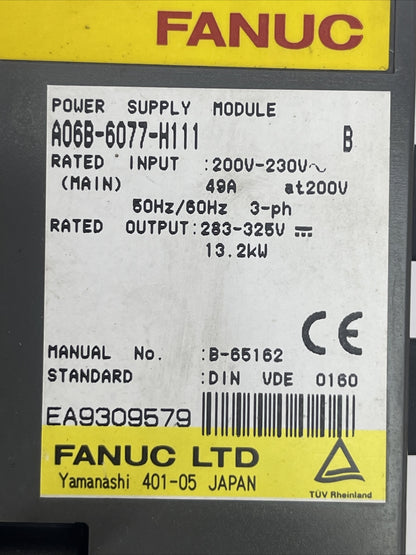 FANUC
POWER SUPPLY MODULE
A06B-6077-H111 B
RATED INPUT :200V-230V~
(MAIN) 49A at200V
50Hz/60Hz 3-ph
RATED OUTPUT:283-325V ⎓
13.2kW
CE
MANUAL No. :B-65162
STANDARD :DIN VDE 0160
EA9309579
FANUC LTD
Yamanashi 401-05 JAPAN
TÜV Rheinland